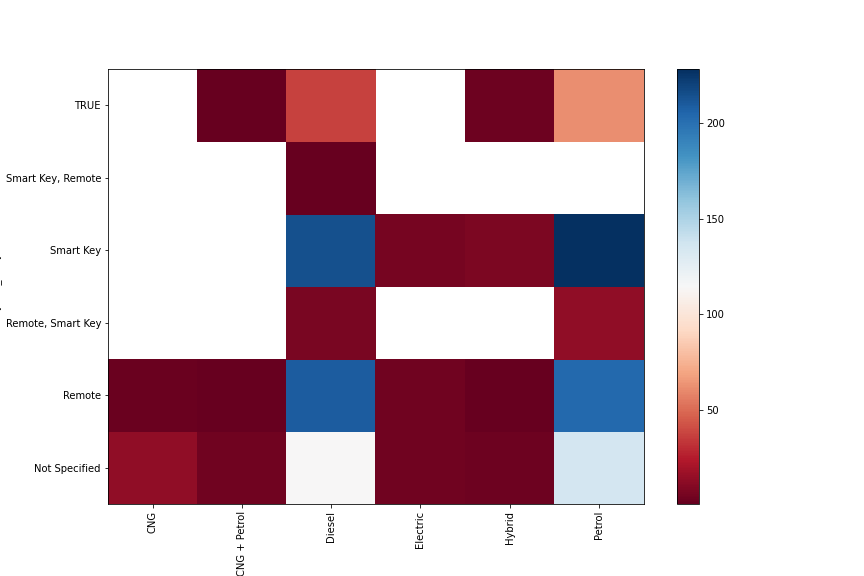 TRUE
Smart Key, Remote
Smart Key
Remote, Smart Key
Remote
Not Specified
CNG
CNG + Petrol
Diesel
Electric
Hybrid
Petrol
200
150
100
50